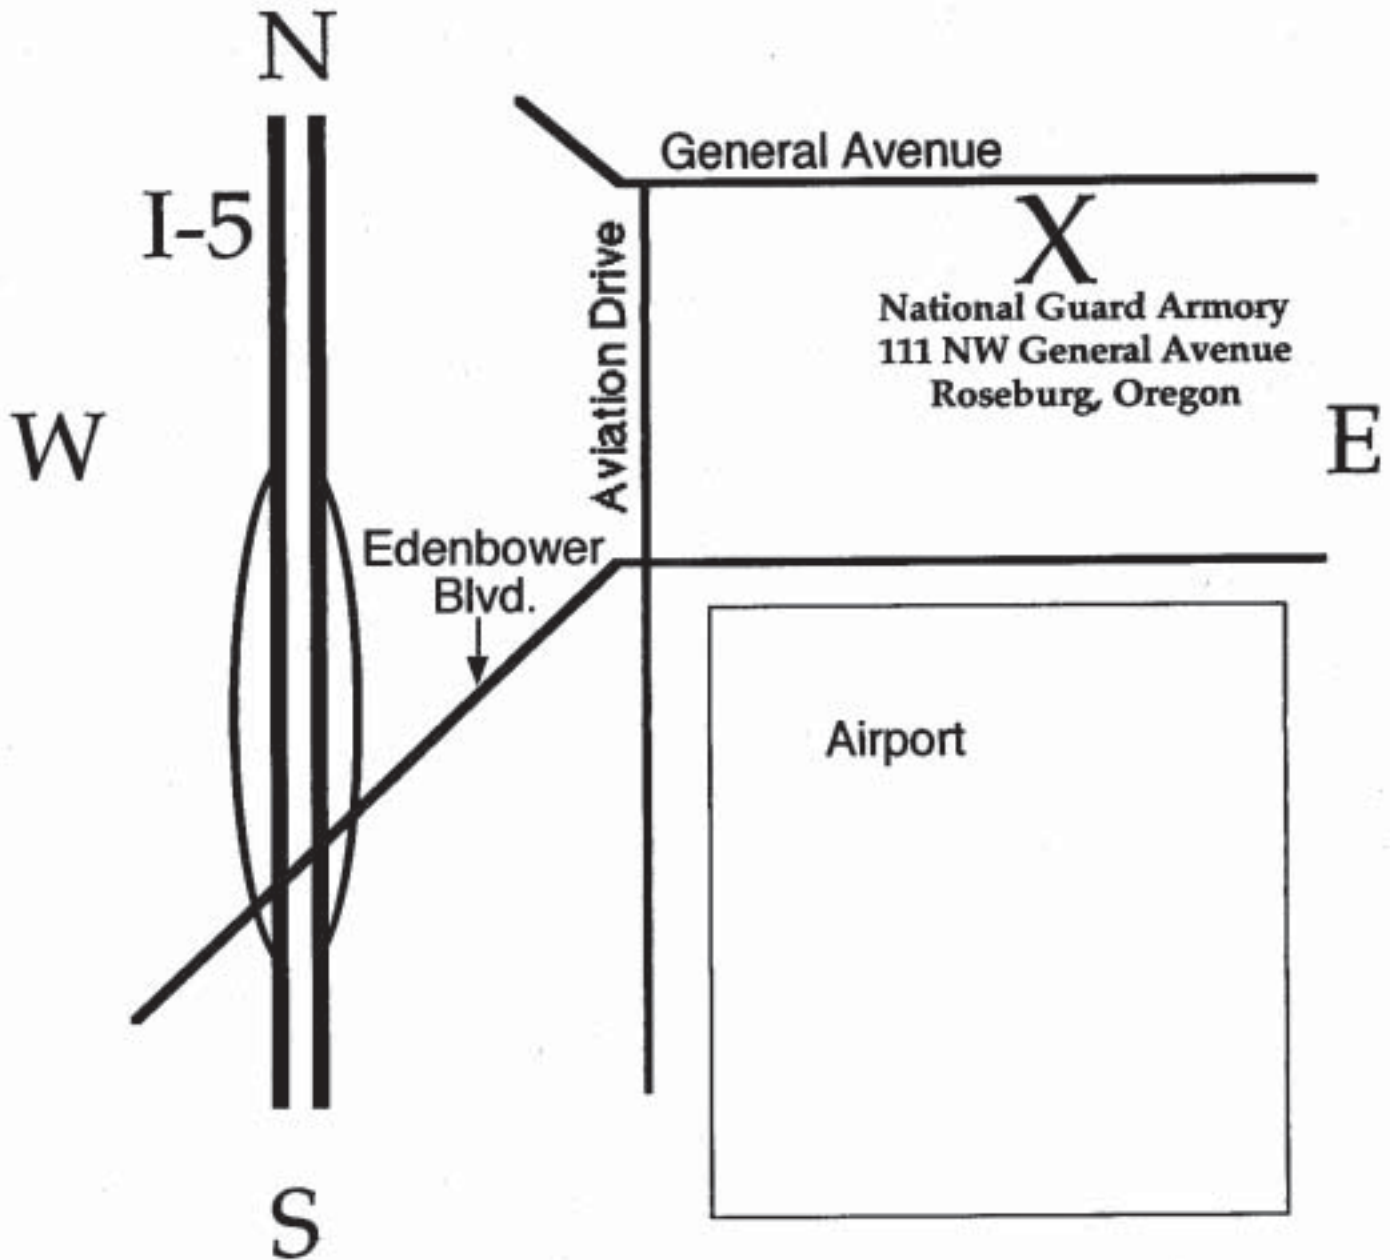 N
General Avenue
I-5
X
Aviation Drive
National Guard Armory
111 NW General Avenue
Roseburg, Oregon
W
E
Edenbower
Blvd.
Airport
S